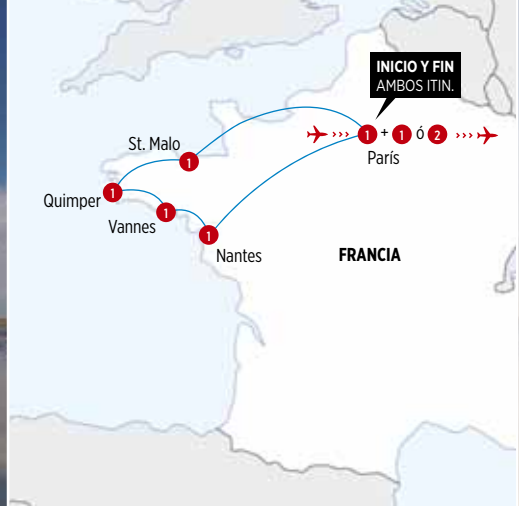 INICIO Y FIN
AMBOS ITIN.
1 + 1 ó 2
París
St. Malo
1
Quimper
1
Vannes
1
1
Nantes
FRANCIA